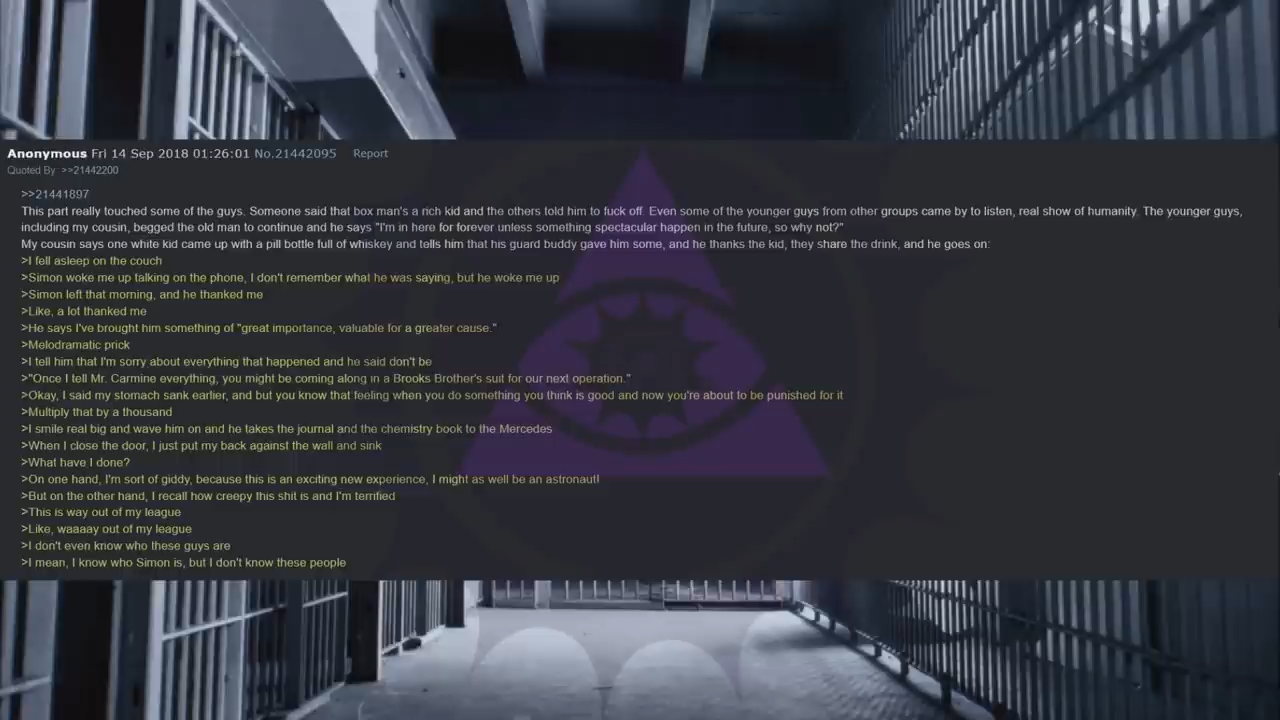 Anonymous Fri 14 Sep 2018 01:26:01 No.21442095 Report
Quoted By: >>21442200
>>21441897
This part really touched some of the guys. Someone said that box man's a rich kid and the others told him to fuck off. Even some of the younger guys from other groups came by to listen, real show of humanity. The younger guys,
including my cousin, begged the old man to continue and he says "I'm in here for forever unless something spectacular happen in the future, so why not?"
My cousin says one white kid came up with a pill bottle full of whiskey and tells him that his guard buddy gave him some, and he thanks the kid, they share the drink, and he goes on:
>I fell asleep on the couch
>Simon woke me up talking on the phone, I don't remember what he was saying, but he woke me up
>Simon left that morning, and he thanked me
>Like, a lot thanked me
>He says I've brought him something of "great importance, valuable for a greater cause."
>Melodramatic prick
>I tell him that I'm sorry about everything that happened and he said don't be
>"Once I tell Mr. Carmine everything, you might be coming along in a Brooks Brother's suit for our next operation."
>Okay, I said my stomach sank earlier, and but you know that feeling when you do something you think is good and now you're about to be punished for it
>Multiply that by a thousand
>I smile real big and wave him on and he takes the journal and the chemistry book to the Mercedes
>When I close the door, I just put my back against the wall and sink
>What have I done?
>On one hand, I'm sort of giddy, because this is an exciting new experience, I might as well be an astronaut!
>But on the other hand, I recall how creepy this shit is and I'm terrified
>This is way out of my league
>Like, waaaay out of my league
>I don't even know who these guys are
>I mean, I know who Simon is, but I don't know these people